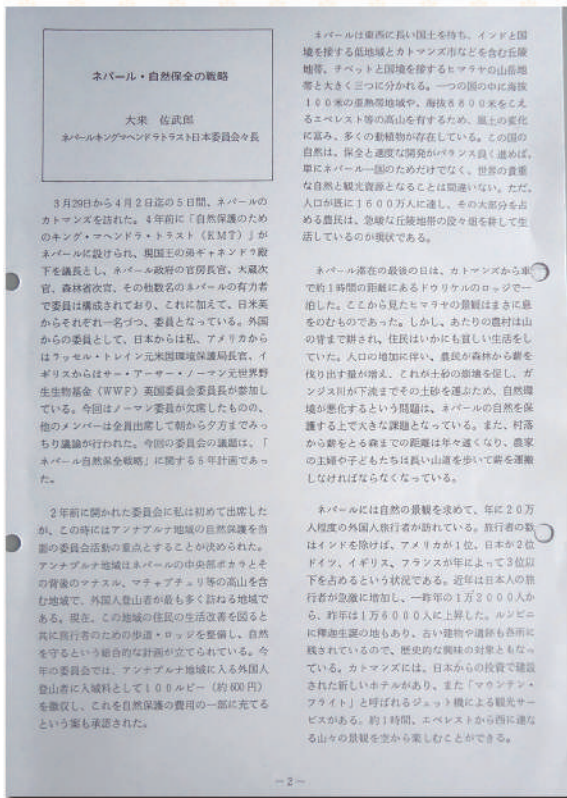 ネパール・自然保全の戦略
大来 佐武郎
ネパールキングマヘンドラトラスト日本委員会々長
3月29日から4月2日迄の5日間、ネパールの
カトマンズを訪れた。4年前に「自然保護のため
のキング・マヘンドラ・トラスト(KMT)」が
ネパールに設けられ、現国王の弟ギャネンドラ殿
下を議長とし、ネパール政府の官房長官、大蔵次
官、森林省次官、その他数名のネパールの有力者
で委員は構成されており、これに加えて、日米英
からそれぞれ一名づつ、委員となっている。外国
からの委員として、日本からは私、アメリカから
はラッセル・トレイン元米国環境保護局長官、イ
ギリスからはサー・アーサー・ノーマン元世界野
生生物基金(WWF)英国委員会委員長が参加し
ている。今回はノーマン委員が欠席したものの、
他のメンバーは全員出席して朝から夕方までみっ
ちり議論が行われた。今回の委員会の議題は、「
ネパール自然保全戦略」に関する5年計画であっ
た。
2年前に開かれた委員会に私は初めて出席した
が、この時にはアンナプルナ地域の自然保護を当
面の委員会活動の重点とすることが決められた。
アンナプルナ地域はネパールの中央部ポカラとそ
の背後のマナスル、マチャプチュリ等の高山を含
む地域で、外国人登山者が最も多く訪ねる地域で
ある。現在、この地域の住民の生活改善を図ると
共に旅行者のための歩道・ロッジを整備し、自然
を守るという総合的な計画が立てられている。今
年の委員会では、アンナプルナ地域に入る外国人
登山者に入域料として100ルピー(約600円)
を徴収し、これを自然保護の費用の一部に充てる
という案も承認された。
ネパールは東西に長い国土を持ち、インドと国
境を接する低地域とカトマンズ市などを含む丘陵
地帯、チベットと国境を接するヒマラヤの山岳地
帯と大きく三つに分かれる。一つの国の中に海抜
100米の亜熱帯地域や、海抜8800米をこえ
るエベレスト等の高山を有するため、風土の変化
に富み、多くの動植物が存在している。この国の
自然は、保全と適度な開発がバランス良く進めば、
単にネパール一国のためだけでなく、世界の貴重
な自然と観光資源となることは間違いない。ただ、
人口が既に1600万人に達し、その大部分を占
める農民は、急峻な丘陵地帯の段々畑を耕して生
活しているのが現状である。
ネパール滞在の最後の日は、カトマンズから車
で約1時間の距離にあるドウリケルのロッジで一
泊した。ここから見たヒマラヤの景観はまさに息
をのむものであった。しかし、あたりの農村は山
の背まで耕され、住民はいかにも貧しい生活をし
ていた。人口の増加に伴い、農民が森林から薪を
伐り出す量が増え、これが土砂の崩壊を促し、ガ
ンジス川が下流までその土砂を運ぶため、自然環
境が悪化するという問題は、ネパールの自然を保
護する上で大きな課題となっている。また、村落
から薪をとる森までの距離は年々遠くなり、農家
の主婦や子どもたちは長い山道を歩いて薪を運搬
しなければならなくなっている。
ネパールには自然の景観を求めて、年に20万
人程度の外国人旅行者が訪れている。旅行者の数
はインドを除けば、アメリカが1位、日本が2位
ドイツ、イギリス、フランスが年によって3位以
下を占めるという状況である。近年は日本人の旅
行者が急激に増加し、一昨年の1万2000人か
ら、昨年は1万6000人に上昇した。ルンビニ
に釈迦生誕の地もあり、古い建物や遺跡も各所に
残されているので、歴史的な興味の対象ともなっ
ている。カトマンズには、日本からの投資で建設
された新しいホテルがあり、また「マウンテン・
フライト」と呼ばれるジェット機による観光サー
ビスがある。約1時間、エベレストから西に連な
る山々の景観を空から楽しむことができる。
—2—